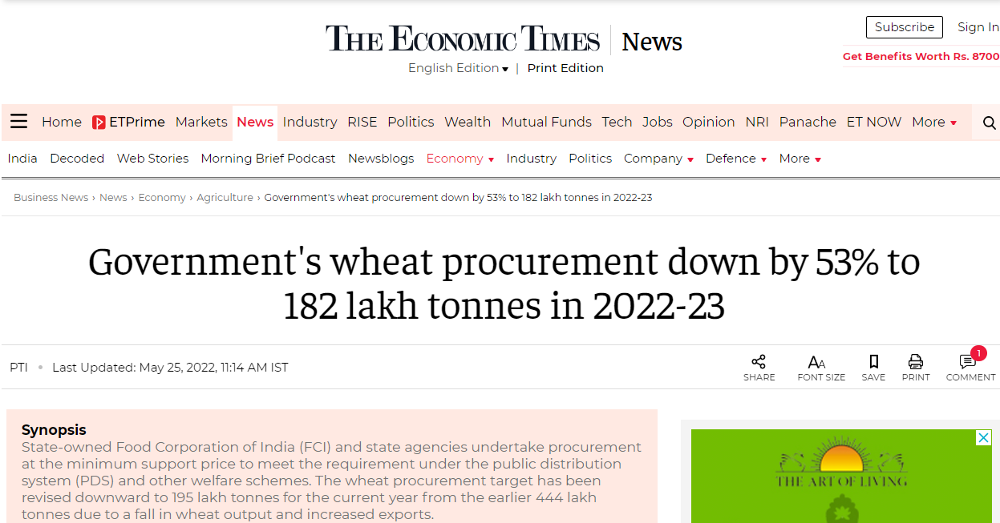 THE ECONOMIC TIMES News
Subscribe Sign In
English Edition | Print Edition
Get Benefits Worth Rs. 8700
Home ETPrime Markets News Industry RISE Politics Wealth Mutual Funds Tech Jobs Opinion NRI Panache ET NOW More
India Decoded Web Stories Morning Brief Podcast Newsblogs Economy Industry Politics Company Defence More
Business News › News › Economy › Agriculture › Government's wheat procurement down by 53% to 182 lakh tonnes in 2022-23
Government's wheat procurement down by 53% to
182 lakh tonnes in 2022-23
PTI • Last Updated: May 25, 2022, 11:14 AM IST
1
AA
SHARE FONT SIZE SAVE PRINT COMMENT
Synopsis
State-owned Food Corporation of India (FCI) and state agencies undertake procurement
at the minimum support price to meet the requirement under the public distribution
system (PDS) and other welfare schemes. The wheat procurement target has been
revised downward to 195 lakh tonnes for the current year from the earlier 444 lakh
tonnes due to a fall in wheat output and increased exports.
THE ART OF LIVING